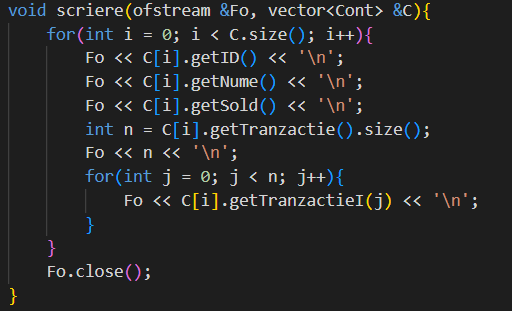 void scriere(ofstream &Fo, vector<Cont> &C){
    for(int i = 0; i < C.size(); i++){
        Fo << C[i].getID() << '\n';
        Fo << C[i].getNume() << '\n';
        Fo << C[i].getSold() << '\n';
        int n = C[i].getTranzactie().size();
        Fo << n << '\n';
        for(int j = 0; j < n; j++){
            Fo << C[i].getTranzactieI(j) << '\n';
        }
    }
    Fo.close();
}